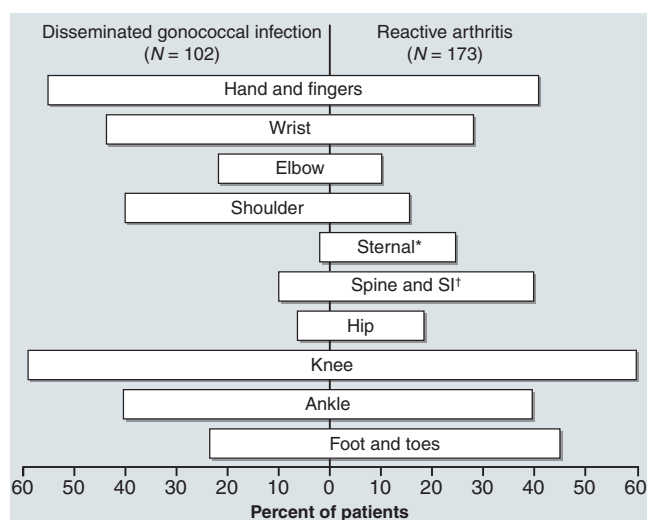 Disseminated gonococcal infection
(N = 102)
Reactive arthritis
(N = 173)
Hand and fingers
Wrist
Elbow
Shoulder
Sternal*
Spine and SI†
Hip
Knee
Ankle
Foot and toes
60 50 40 30 20 10 0 10 20 30 40 50 60
Percent of patients